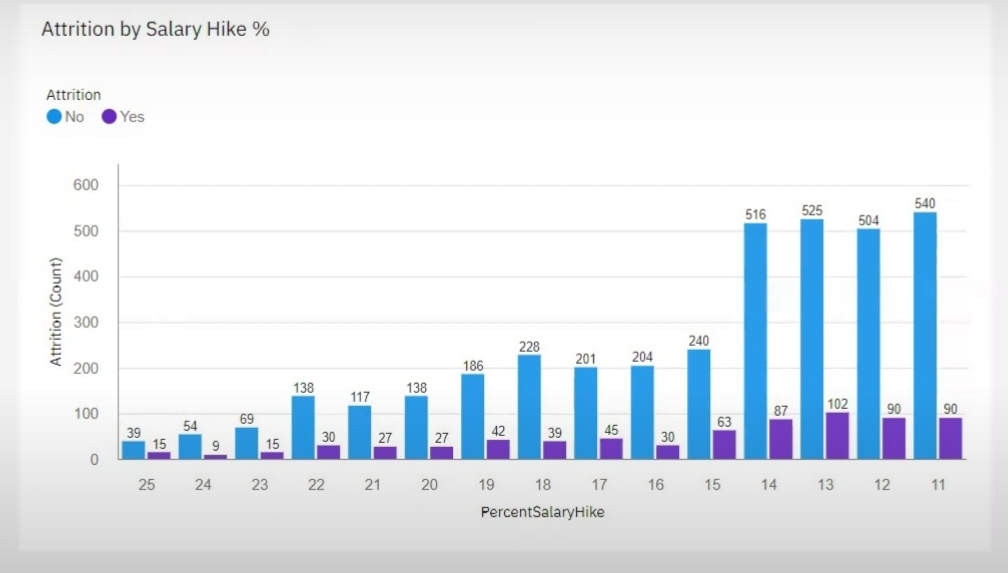 Attrition by Salary Hike %
Attrition
No Yes
600
500
400
300
200
100
0
Attrition (Count)
39 15 54 9 69 15 138 30 117 27 138 27 186 42 228 39 201 45 204 30 240 63 516 87 525 102 504 90 540 90
25 24 23 22 21 20 19 18 17 16 15 14 13 12 11
PercentSalaryHike